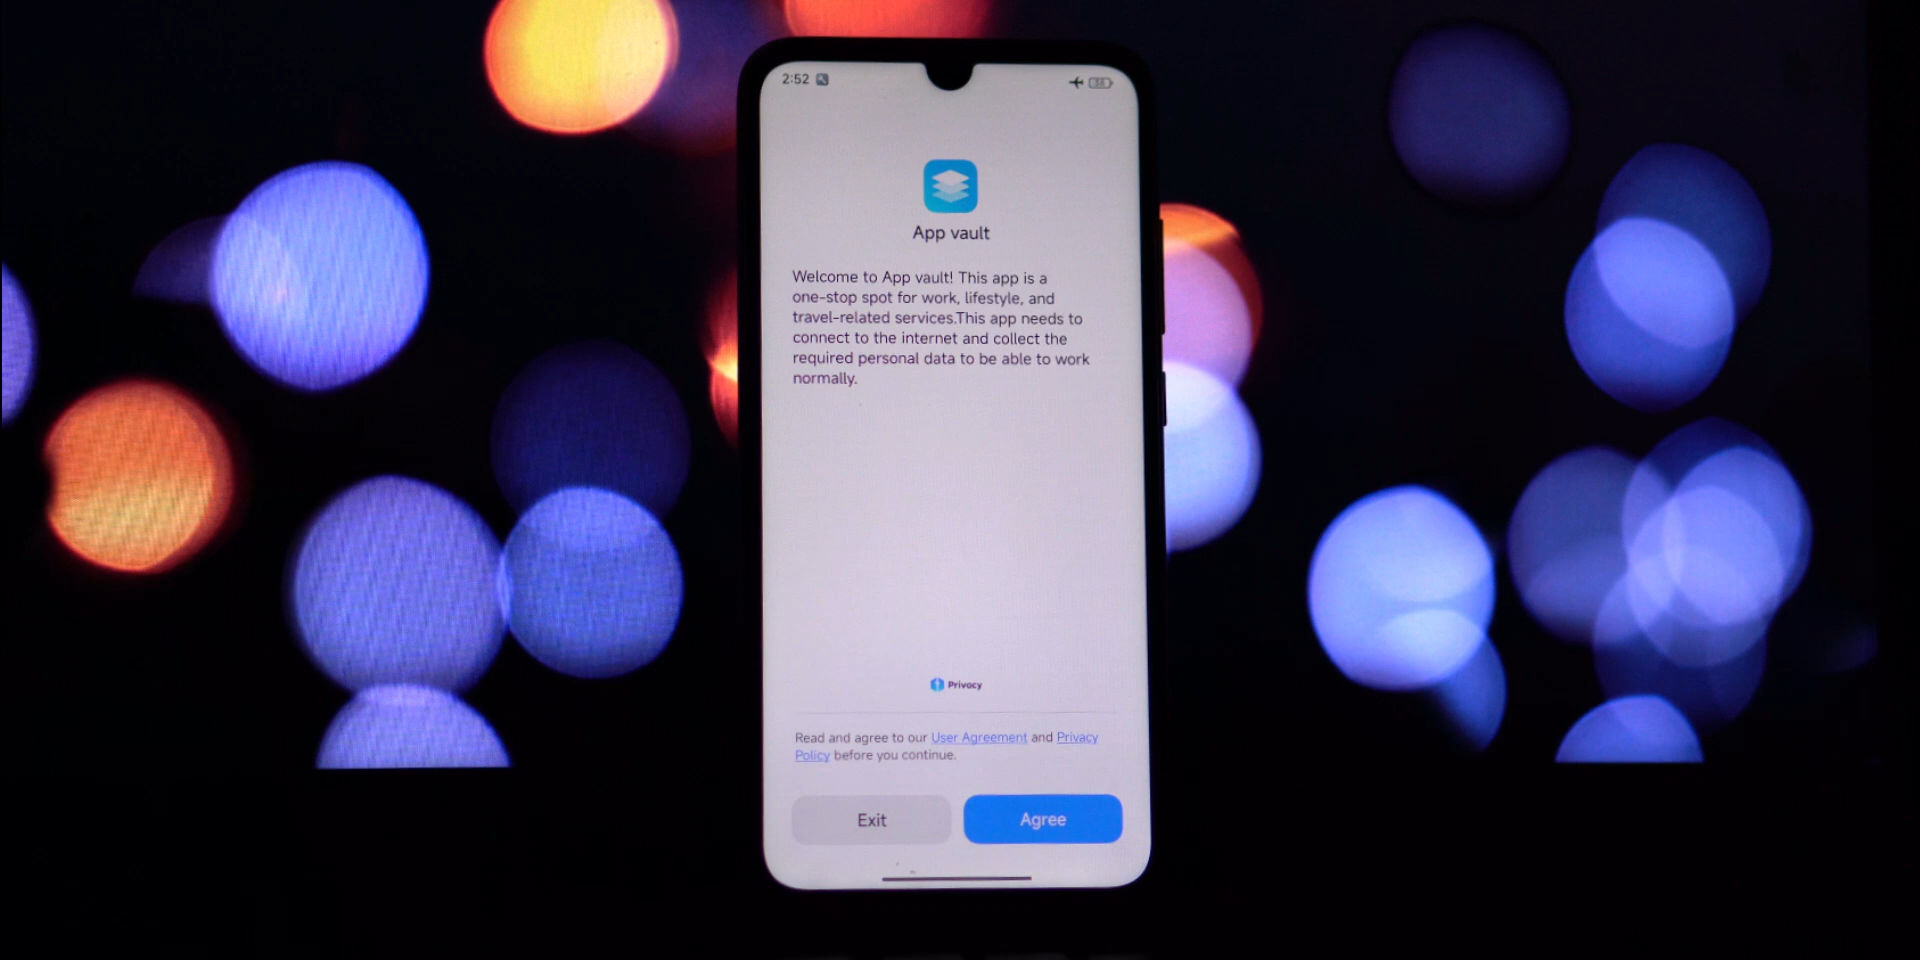 2:52
App vault
Welcome to App vault! This app is a
one-stop spot for work, lifestyle, and
travel-related services.This app needs to
connect to the internet and collect the
required personal data to be able to work
normally.
Privacy
Read and agree to our User Agreement and Privacy
Policy before you continue.
Exit
Agree